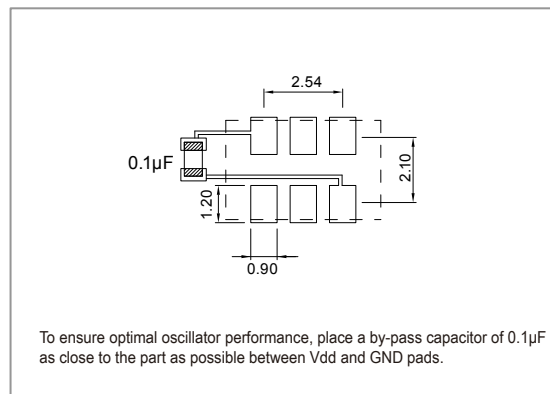 2.54
0.1µF
2.10
1.20
0.90
To ensure optimal oscillator performance, place a by-pass capacitor of 0.1µF
as close to the part as possible between Vdd and GND pads.